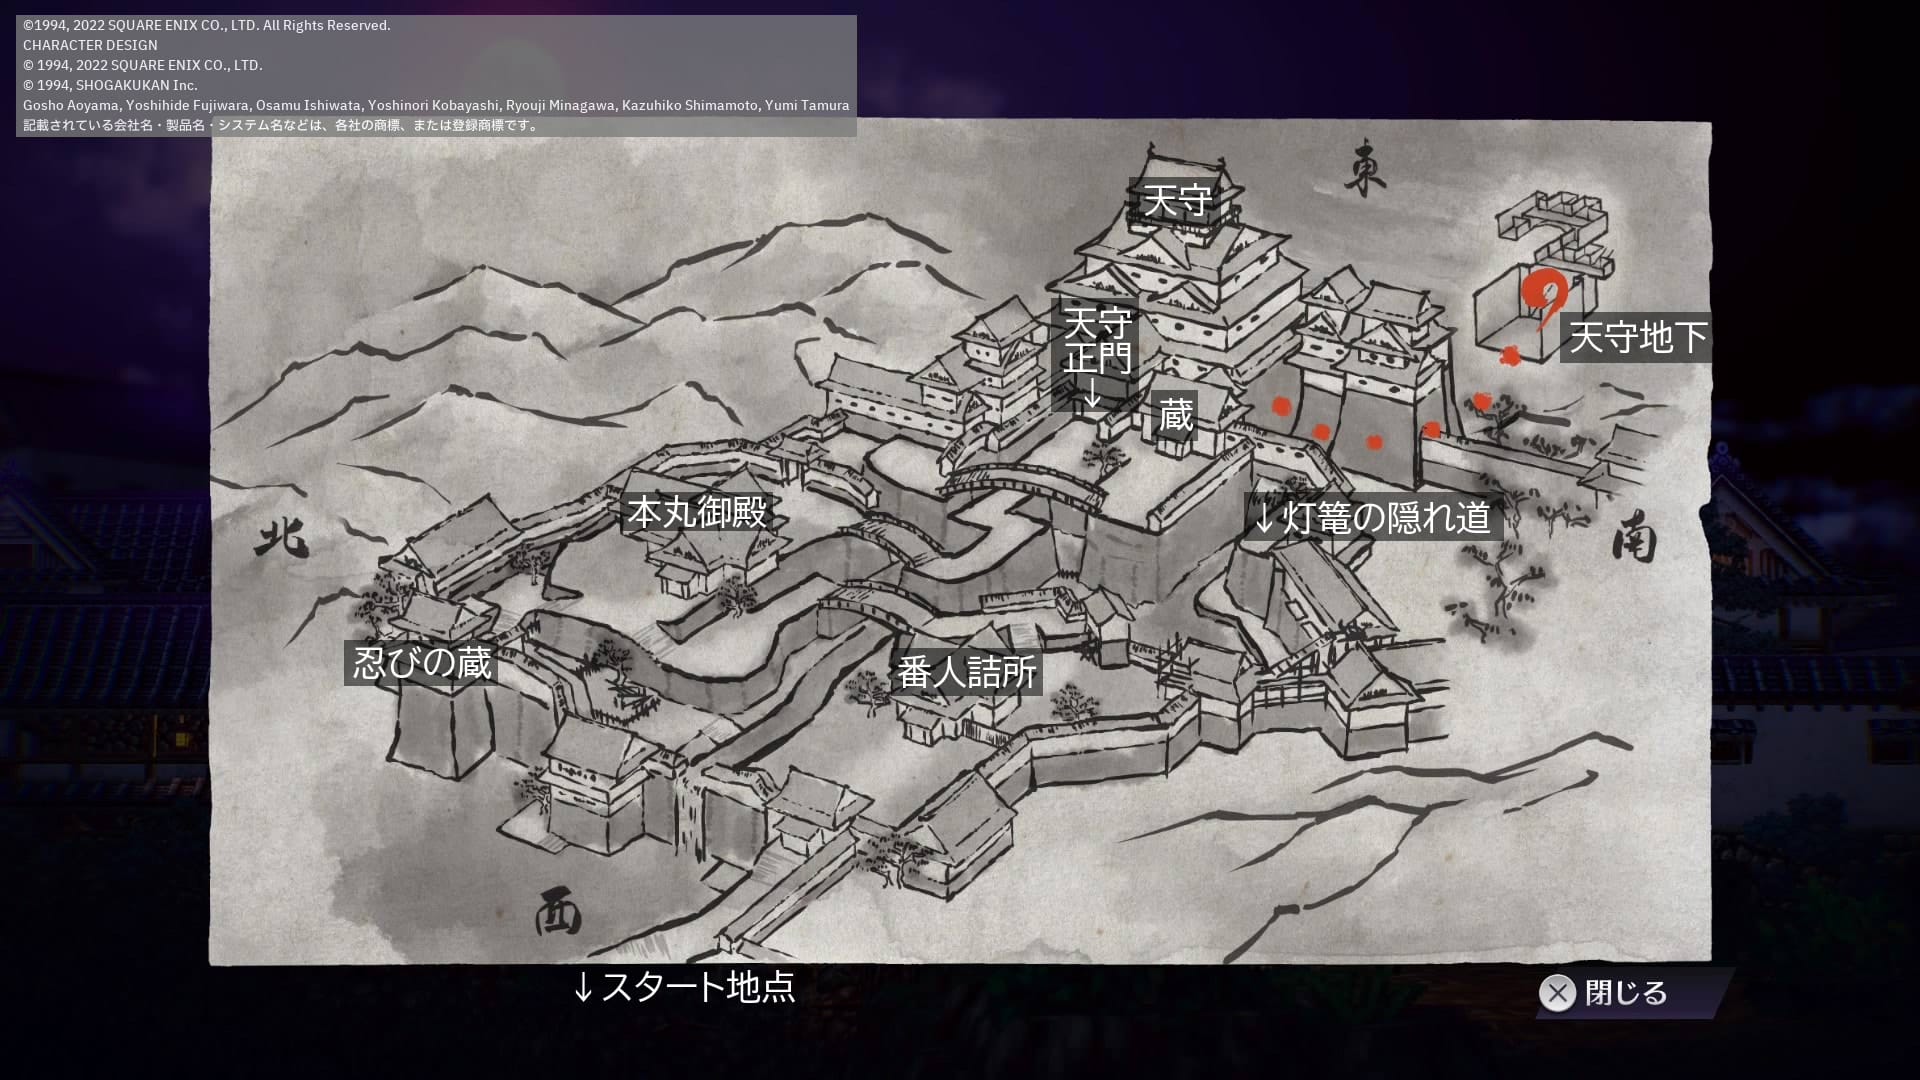 ©1994, 2022 SQUARE ENIX CO., LTD. All Rights Reserved.
CHARACTER DESIGN
© 1994, 2022 SQUARE ENIX CO., LTD.
© 1994, SHOGAKUKAN Inc.
Gosho Aoyama, Yoshihide Fujiwara, Osamu Ishiwata, Yoshinori Kobayashi, Ryouji Minagawa, Kazuhiko Shimamoto, Yumi Tamura
記載されている会社名・製品名・システム名などは、各社の商標、または登録商標です。
東
天守
天守
正門
↓
天守地下
蔵
本丸御殿
↓灯篭の隠れ道
北
南
忍びの蔵
番人詰所
西
↓スタート地点
閉じる